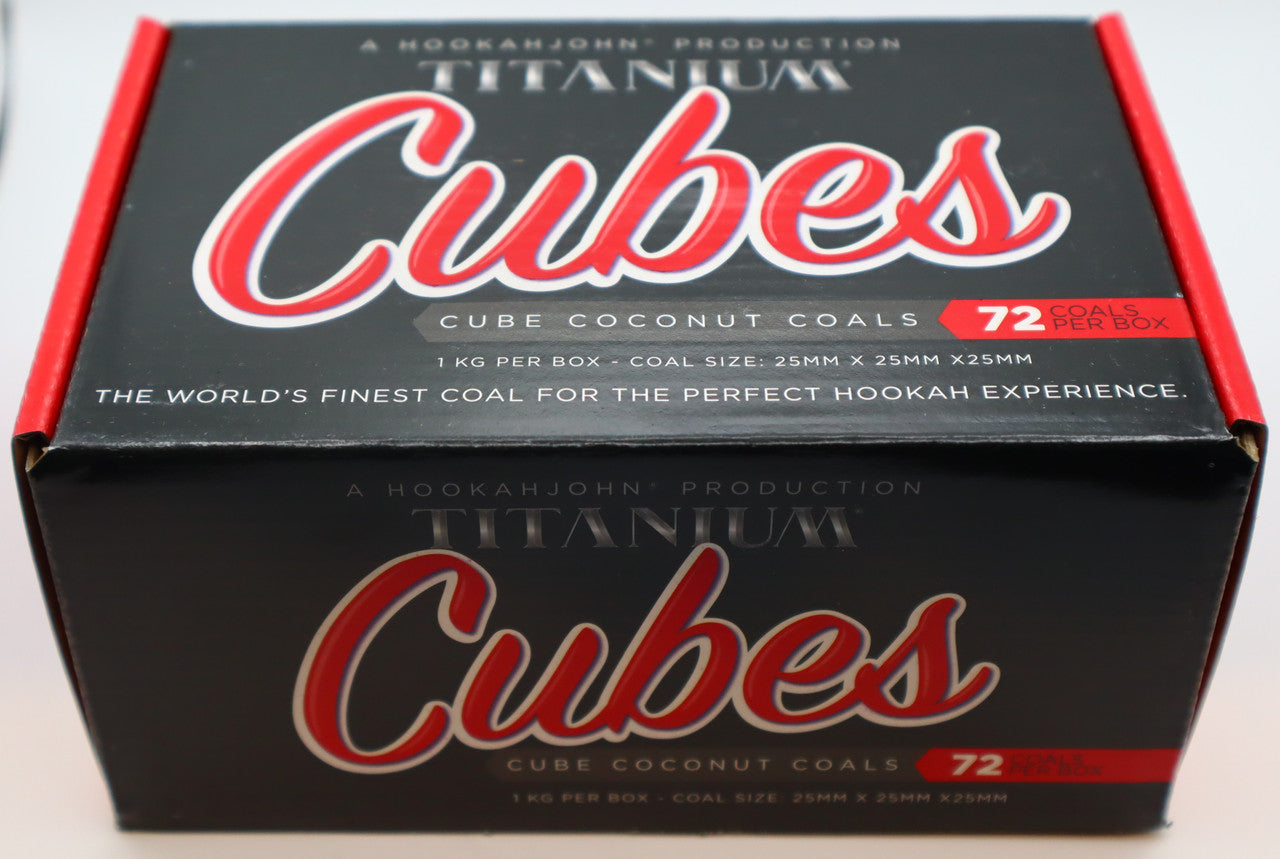 A HOOKAHJOHN® PRODUCTION
TITANIUM
Cubes
CUBE COCONUT COALS
72 COALS PER BOX
1 KG PER BOX - COAL SIZE: 25MM X 25MM X25MM
THE WORLD'S FINEST COAL FOR THE PERFECT HOOKAH EXPERIENCE.
A HOOKAHJOHN® PRODUCTION
TITANIUM
Cubes
CUBE COCONUT COALS
72 COALS PER BOX
1 KG PER BOX - COAL SIZE: 25MM X 25MM X25MM